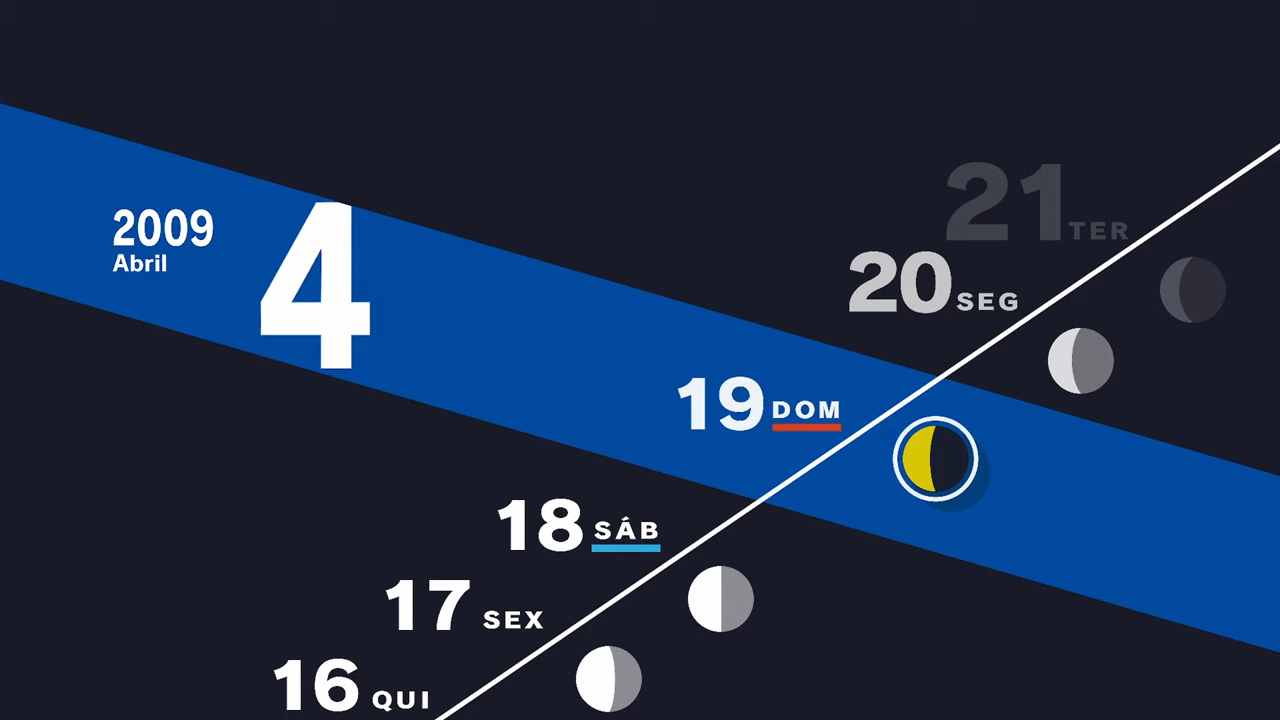 2009
Abril
4
21 TER
20 SEG
19 DOM
18 SÁB
17 SEX
16 QUI